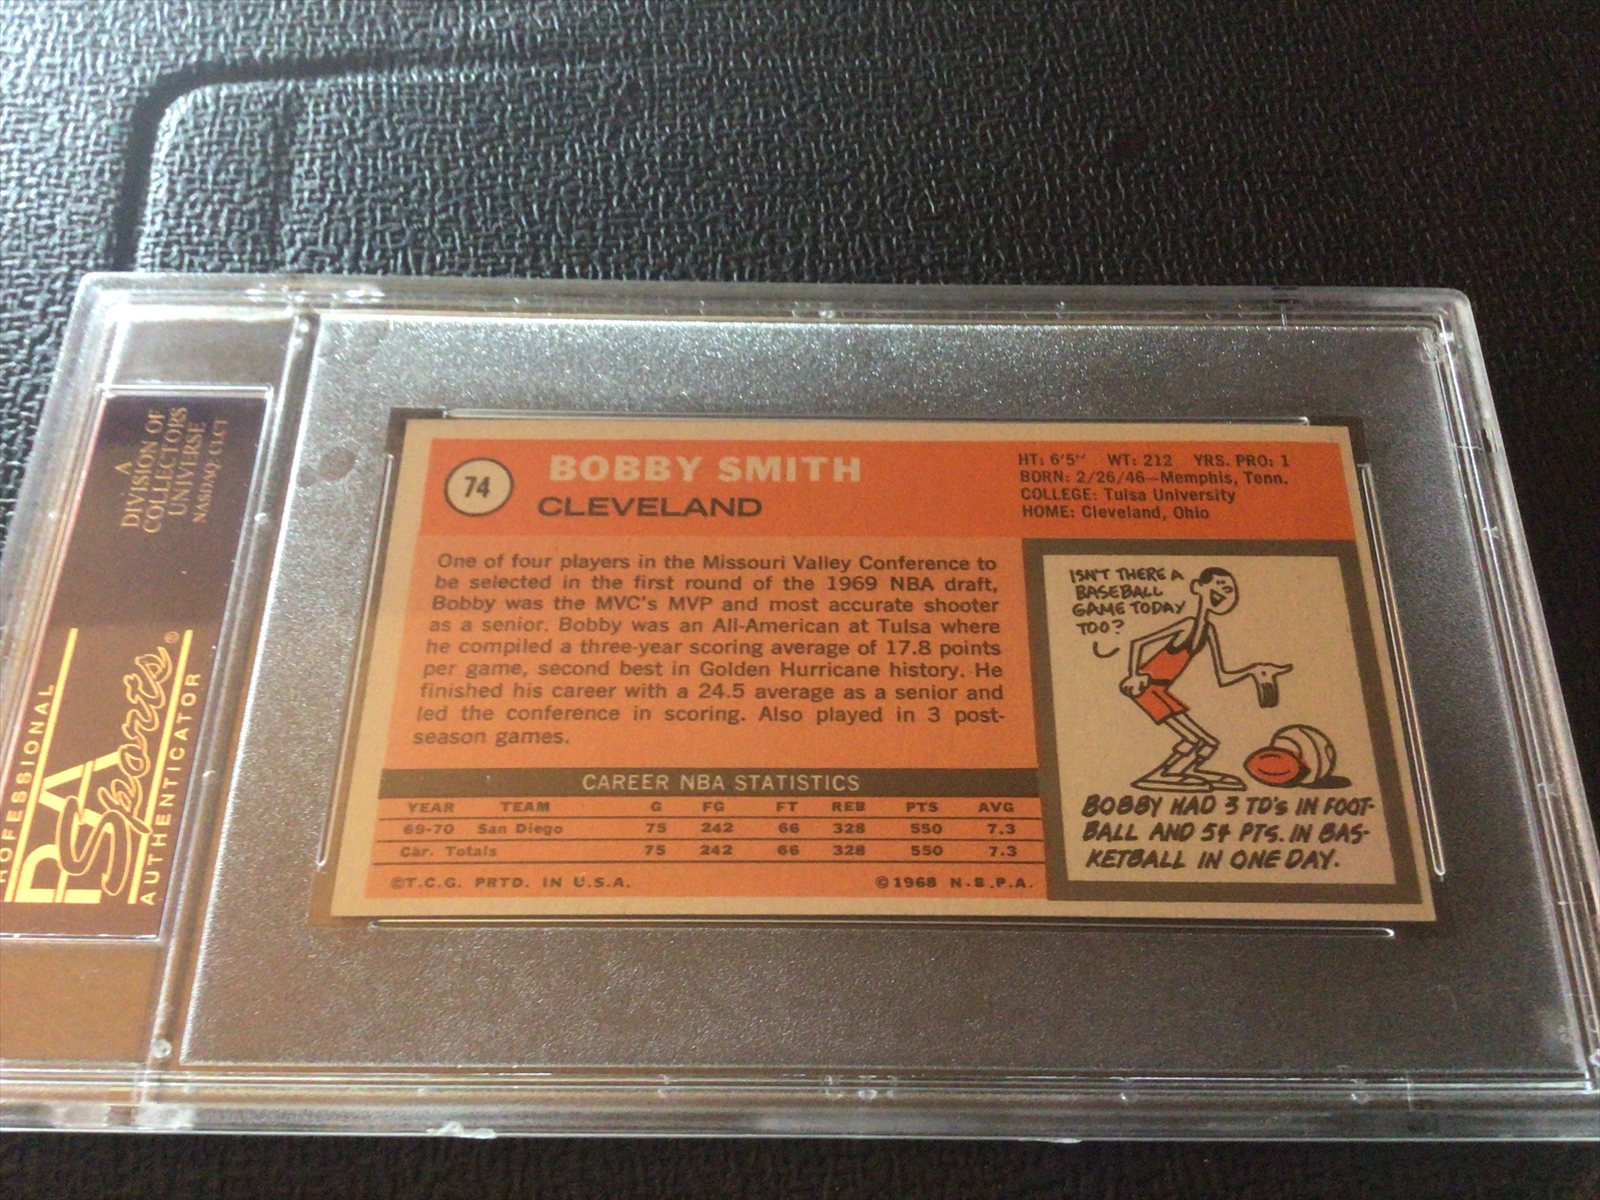 A
DIVISION OF
COLLECTORS
UNIVERSE
NASDAQ: CLCT
PROFESSIONAL
PSA
Sports®
AUTHENTICATOR
74
BOBBY SMITH
CLEVELAND
HT: 6'5" WT: 212 YRS. PRO: 1
BORN: 2/26/46—Memphis, Tenn.
COLLEGE: Tulsa University
HOME: Cleveland, Ohio
One of four players in the Missouri Valley Conference to
be selected in the first round of the 1969 NBA draft,
Bobby was the MVC's MVP and most accurate shooter
as a senior. Bobby was an All-American at Tulsa where
he compiled a three-year scoring average of 17.8 points
per game, second best in Golden Hurricane history. He
finished his career with a 24.5 average as a senior and
led the conference in scoring. Also played in 3 post-
season games.
CAREER NBA STATISTICS
YEAR TEAM G FG FT REB PTS AVG
69-70 San Diego 75 242 66 328 550 7.3
Car. Totals 75 242 66 328 550 7.3
©T.C.G. PRTD. IN U.S.A. ©1968 N.B.P.A.
ISN'T THERE A
BASEBALL
GAME TODAY
TOO?
BOBBY HAD 3 TD'S IN FOOT-
BALL AND 54 PTS. IN BAS-
KETBALL IN ONE DAY.